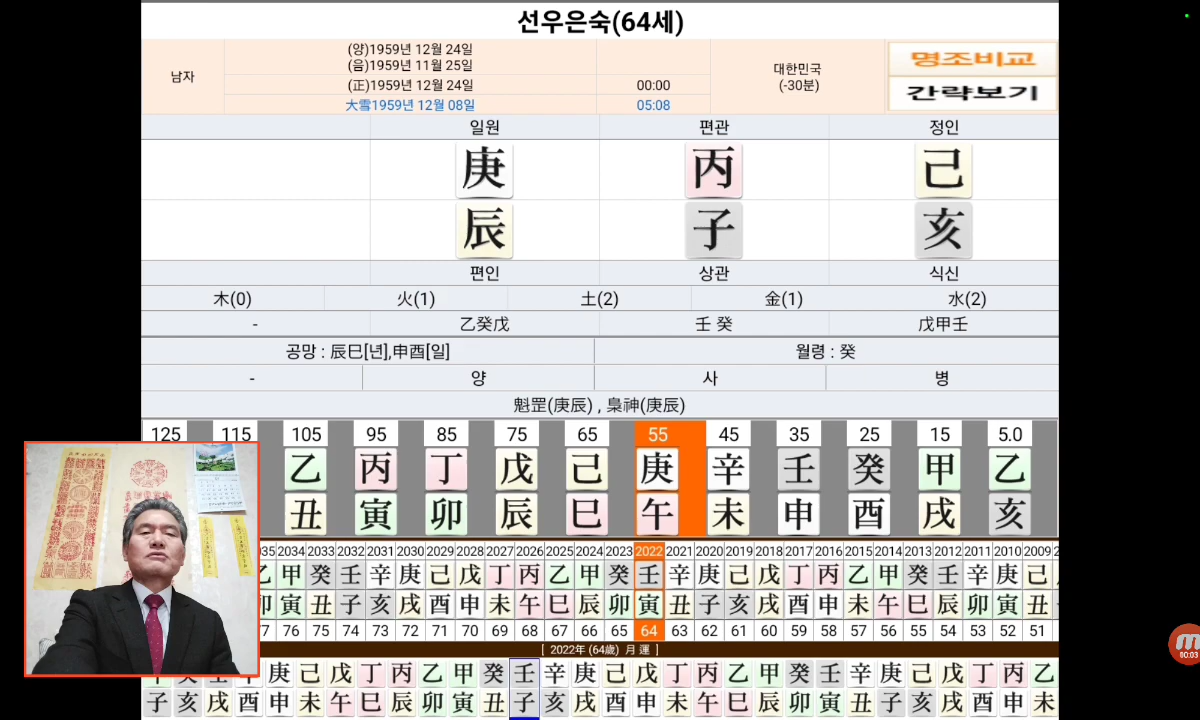 선우은숙(64세)
남자
(양)1959년 12월 24일
(음)1959년 11월 25일
(正)1959년 12월 24일 00:00
大雪1959년 12월 08일 05:08
대한민국
(-30분)
명조비교
간략보기
일원 편관 정인
庚 丙 己
辰 子 亥
편인 상관 식신
木(0) 火(1) 土(2) 金(1) 水(2)
- 乙癸戊 壬 癸 戊甲壬
공망 : 辰巳[년],申酉[일] 월령 : 癸
- 양 사 병
魁罡(庚辰) , 梟神(庚辰)
125 115 105 95 85 75 65 55 45 35 25 15 5.0
乙 丙 丁 戊 己 庚 辛 壬 癸 甲 乙
丑 寅 卯 辰 巳 午 未 申 酉 戌 亥
35 2034 2033 2032 2031 2030 2029 2028 2027 2026 2025 2024 2023 2022 2021 2020 2019 2018 2017 2016 2015 2014 2013 2012 2011 2010 2009
乙 甲 癸 壬 辛 庚 己 戊 丁 丙 乙 甲 癸 壬 辛 庚 己 戊 丁 丙 乙 甲 癸 壬 辛 庚 己
卯 寅 丑 子 亥 戌 酉 申 未 午 巳 辰 卯 寅 丑 子 亥 戌 酉 申 未 午 巳 辰 卯 寅 丑
7 76 75 74 73 72 71 70 69 68 67 66 65 64 63 62 61 60 59 58 57 56 55 54 53 52 51
[ 2022年 (64歲) 月 運 ]
庚 己 戊 丁 丙 乙 甲 癸 壬 辛 庚 己 戊 丁 丙 乙 甲 癸 壬 辛 庚 己 戊 丁 丙 乙
子 亥 戌 酉 申 未 午 巳 辰 卯 寅 丑 子 亥 戌 酉 申 未 午 巳 辰 卯 寅 丑 子 亥 戌 酉 申 未
00:03